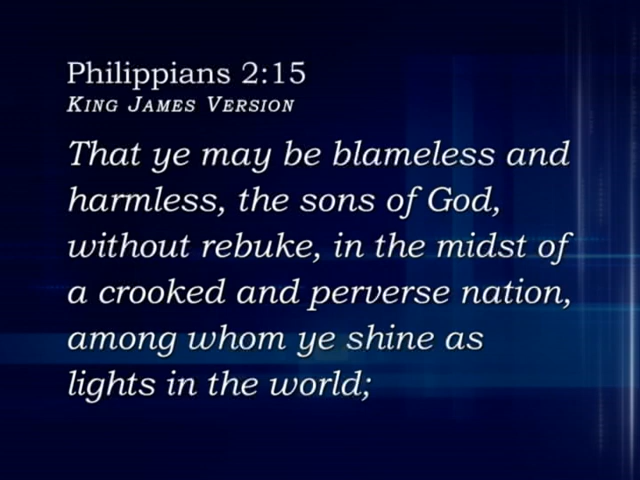 Philippians 2:15
King James Version
That ye may be blameless and
harmless, the sons of God,
without rebuke, in the midst of
a crooked and perverse nation,
among whom ye shine as
lights in the world;